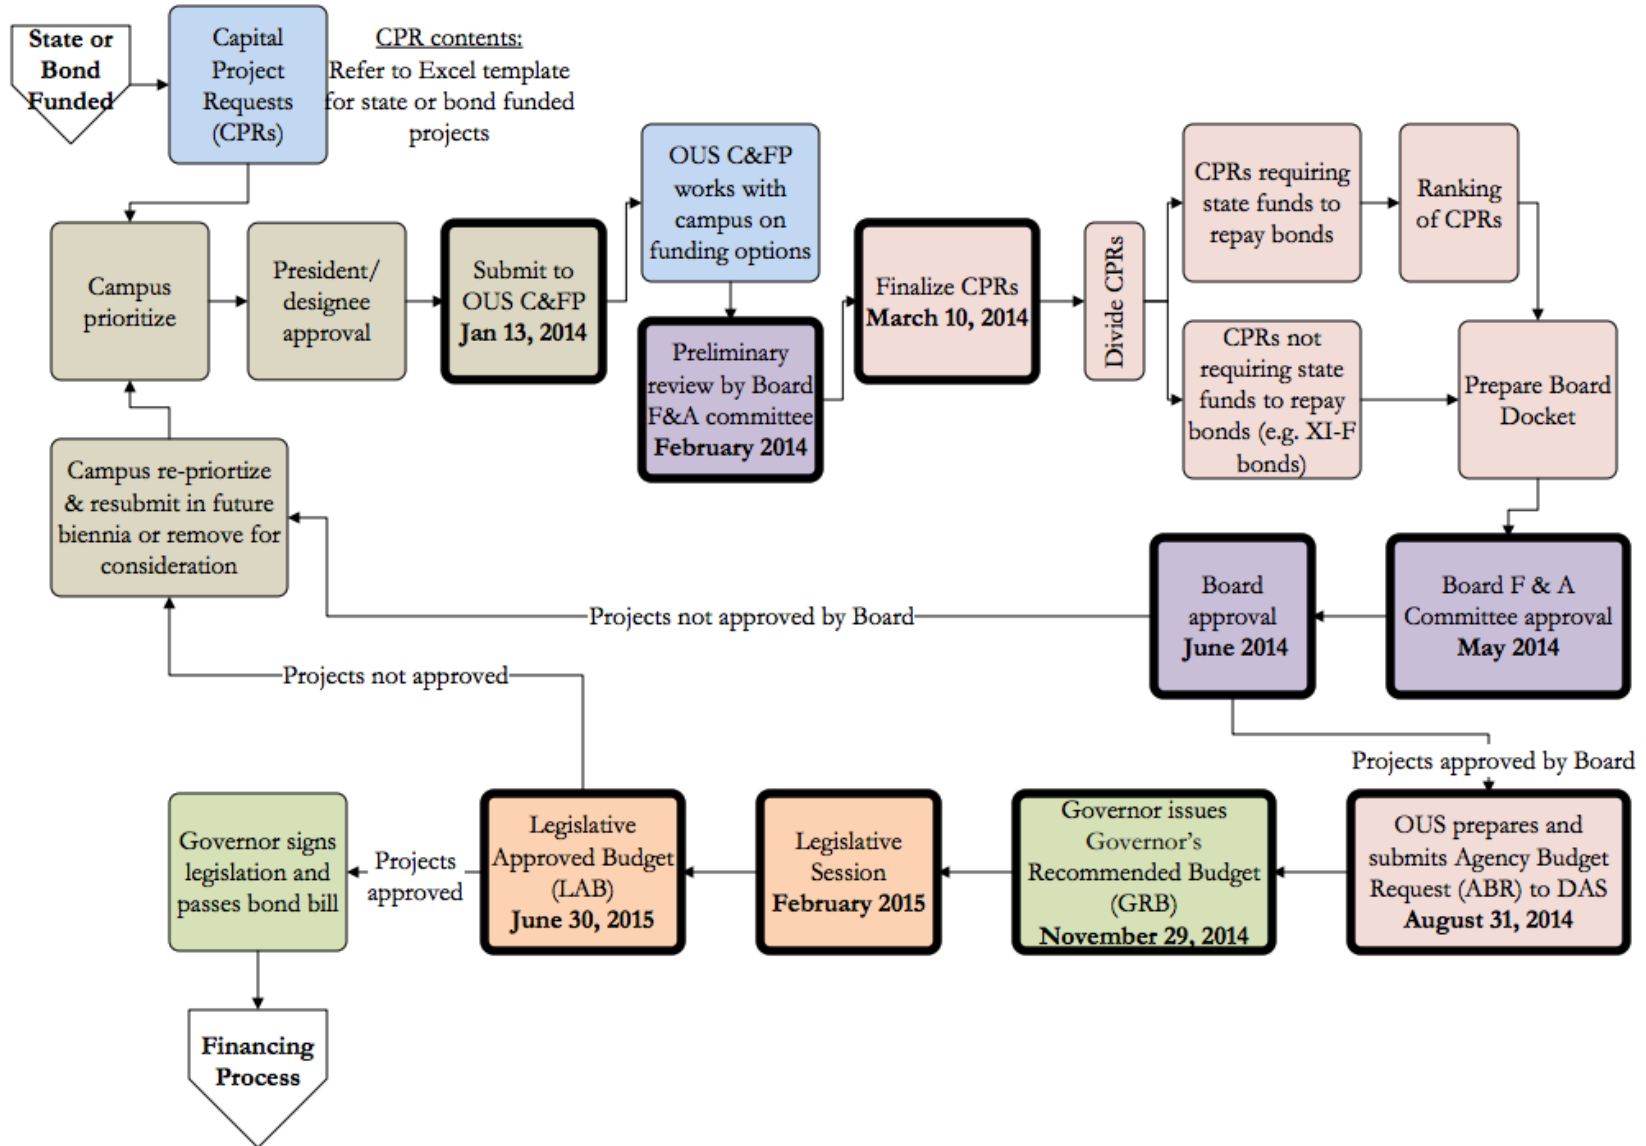 State or
Bond
Funded
Capital
Project
Requests
(CPRs)
CPR contents:
Refer to Excel template
for state or bond funded
projects
Campus
prioritize
President/
designee
approval
Submit to
OUS C&FP
Jan 13, 2014
OUS C&FP
works with
campus on
funding options
Preliminary
review by Board
F&A committee
February 2014
Finalize CPRs
March 10, 2014
Divide CPRs
CPRs requiring
state funds to
repay bonds
Ranking
of CPRs
CPRs not
requiring state
funds to repay
bonds (e.g. XI-F
bonds)
Prepare Board
Docket
Campus re-priortize
& resubmit in future
biennia or remove for
consideration
Projects not approved by Board
Board
approval
June 2014
Board F & A
Committee approval
May 2014
Projects not approved
Projects approved by Board
Governor signs
legislation and
passes bond bill
Projects
approved
Legislative
Approved Budget
(LAB)
June 30, 2015
Legislative
Session
February 2015
Governor issues
Governor's
Recommended Budget
(GRB)
November 29, 2014
OUS prepares and
submits Agency Budget
Request (ABR) to DAS
August 31, 2014
Financing
Process